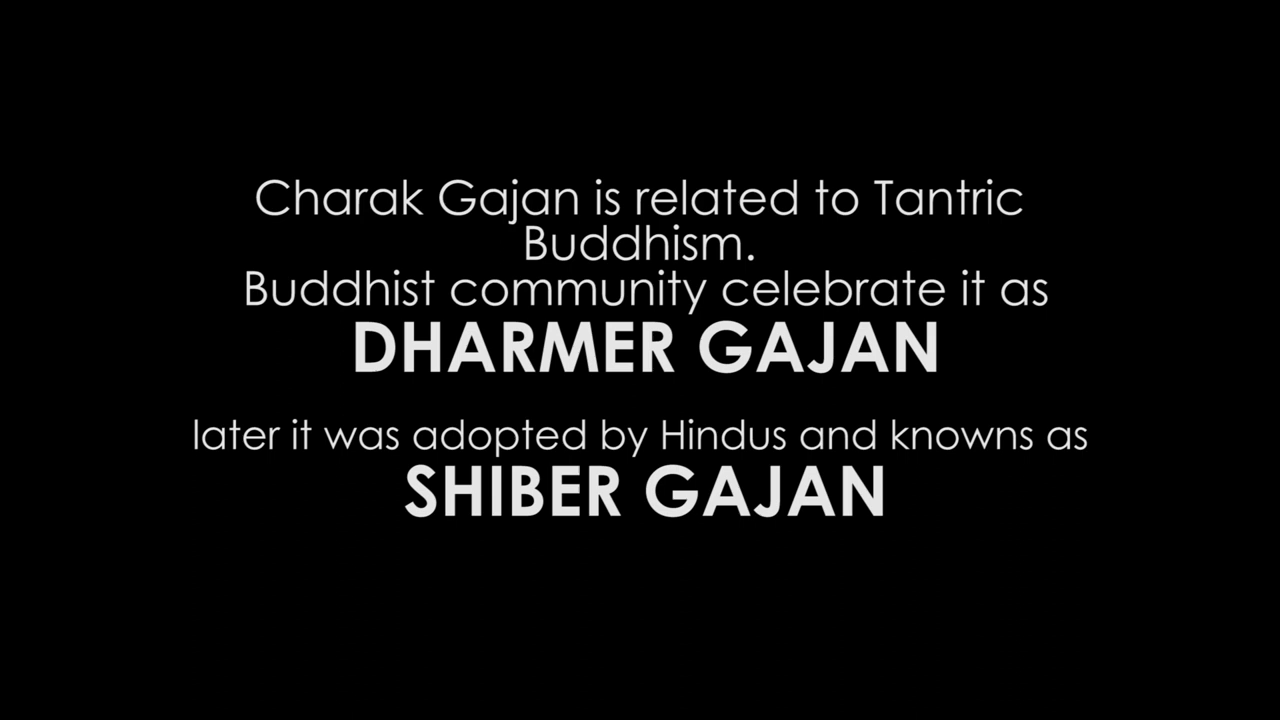 Charak Gajan is related to Tantric
Buddhism.
Buddhist community celebrate it as
DHARMER GAJAN
later it was adopted by Hindus and knowns as
SHIBER GAJAN